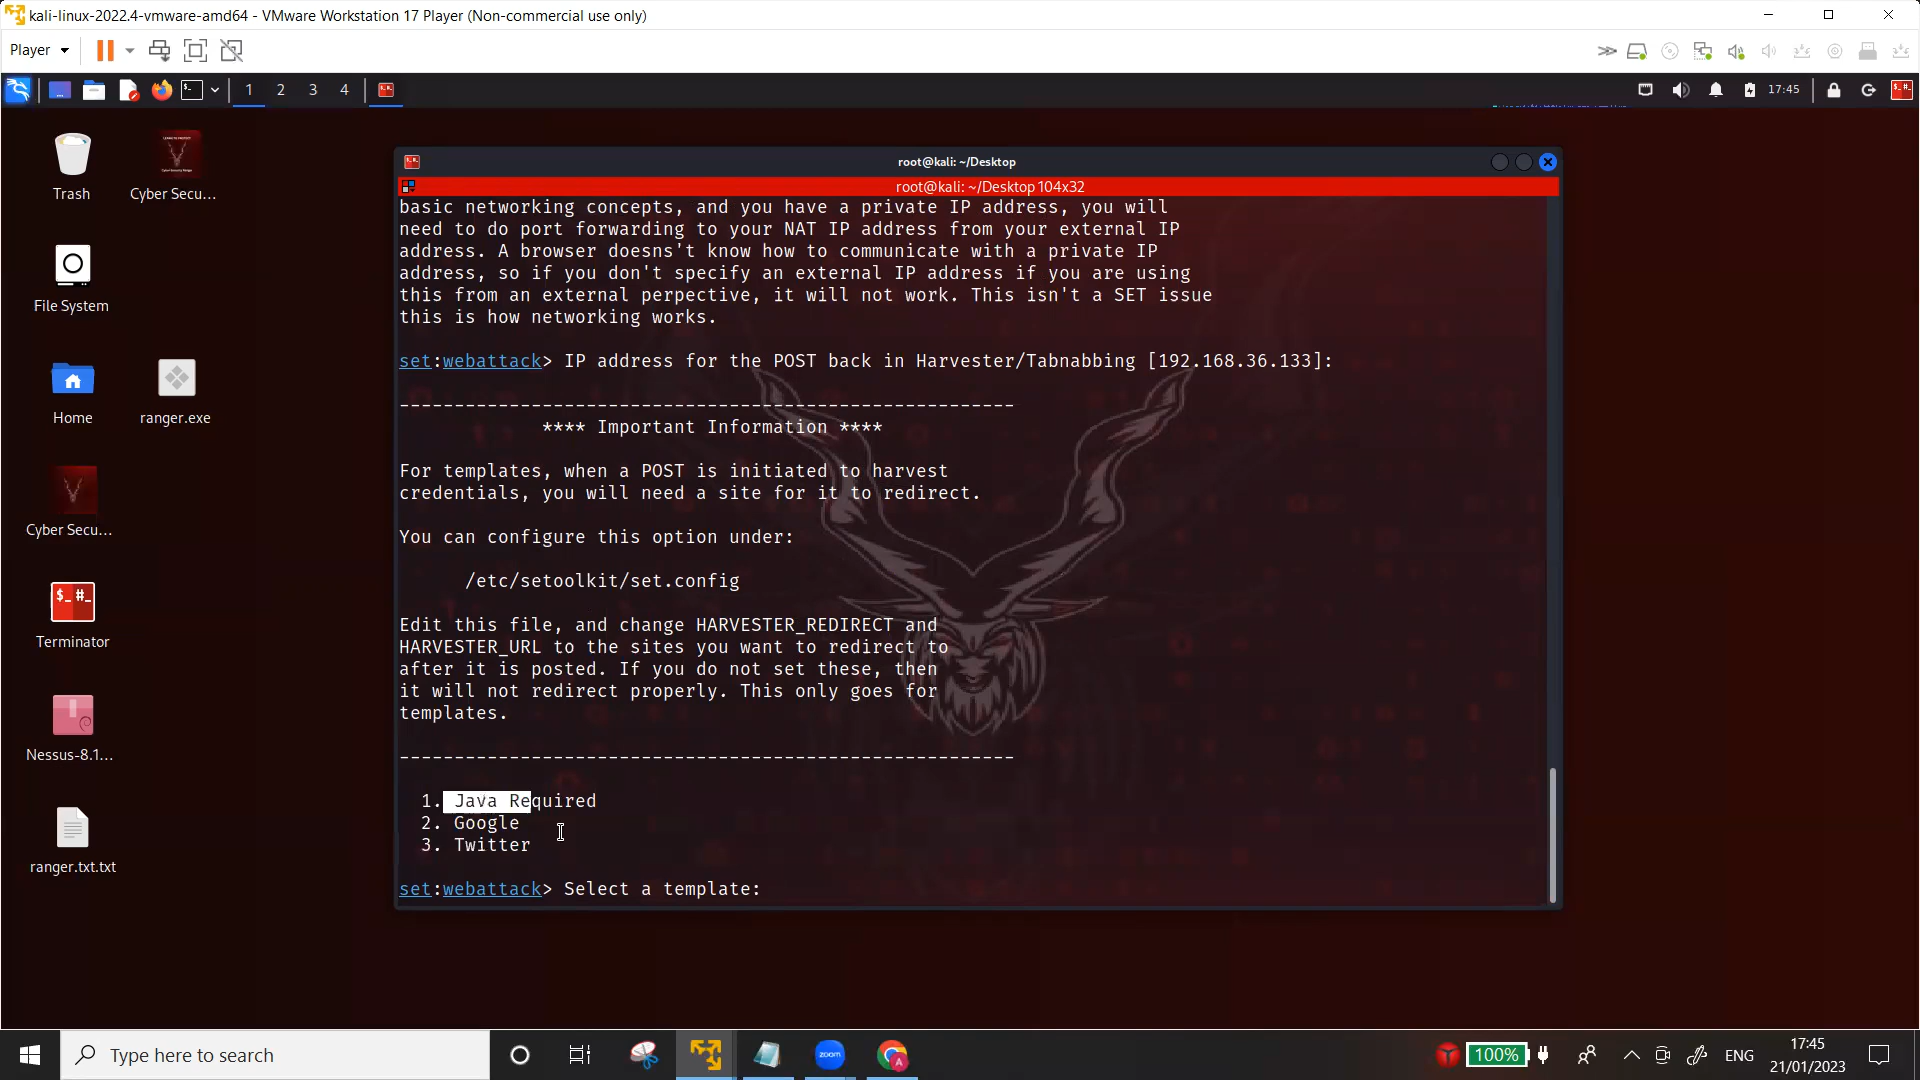 kali-linux-2022.4-vmware-amd64 - VMware Workstation 17 Player (Non-commercial use only)
Player
1 2 3 4
17:45
Trash
Cyber Secu...
File System
Home
ranger.exe
Cyber Secu...
Terminator
Nessus-8.1...
ranger.txt.txt
root@kali: ~/Desktop
root@kali: ~/Desktop 104x32
basic networking concepts, and you have a private IP address, you will
need to do port forwarding to your NAT IP address from your external IP
address. A browser doesns't know how to communicate with a private IP
address, so if you don't specify an external IP address if you are using
this from an external perpective, it will not work. This isn't a SET issue
this is how networking works.
set:webattack> IP address for the POST back in Harvester/Tabnabbing [192.168.36.133]:
-------------------------------------------------------
**** Important Information ****
For templates, when a POST is initiated to harvest
credentials, you will need a site for it to redirect.
You can configure this option under:
/etc/setoolkit/set.config
Edit this file, and change HARVESTER_REDIRECT and
HARVESTER_URL to the sites you want to redirect to
after it is posted. If you do not set these, then
it will not redirect properly. This only goes for
templates.
-------------------------------------------------------
1. Java Required
2. Google
3. Twitter
set:webattack> Select a template:
Type here to search
zoom
100%
ENG
17:45
21/01/2023